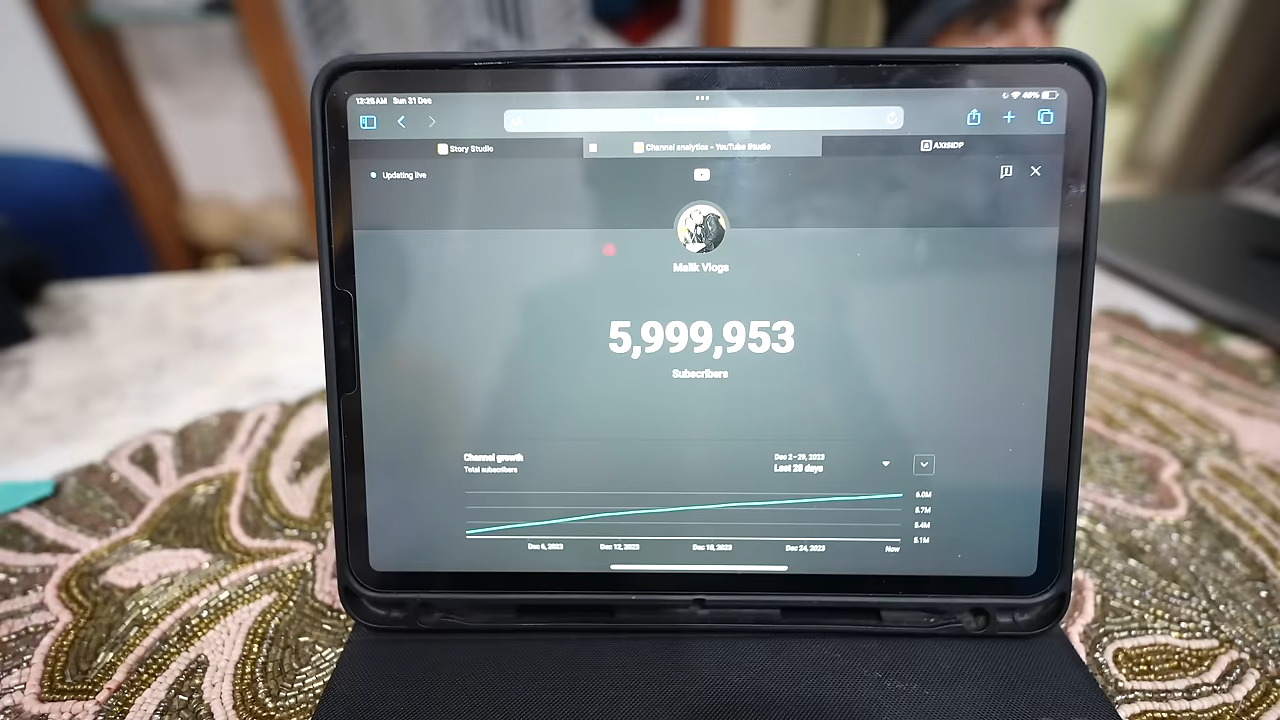 12:25 AM Sun 31 Dec
40%
Story Studio
Channel analytics - YouTube Studio
AXISIDP
Updating live
Malik Vlogs
5,999,953
Subscribers
Channel growth
Total subscribers
Dec 2–29, 2023
Last 28 days
6.0M
5.7M
5.4M
5.1M
Dec 6, 2023
Dec 12, 2023
Dec 18, 2023
Dec 24, 2023
Now